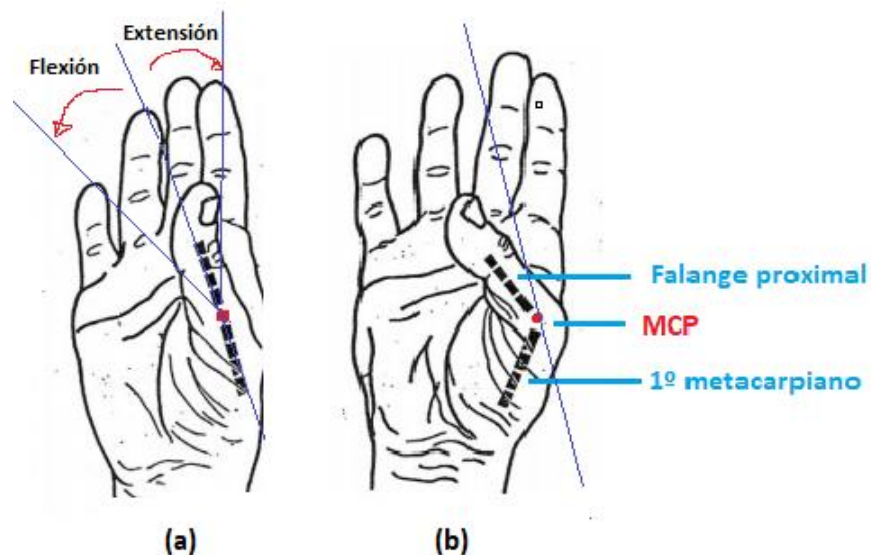 Extensión
Flexión
Falange proximal
MCP
1º metacarpiano
(a)
(b)